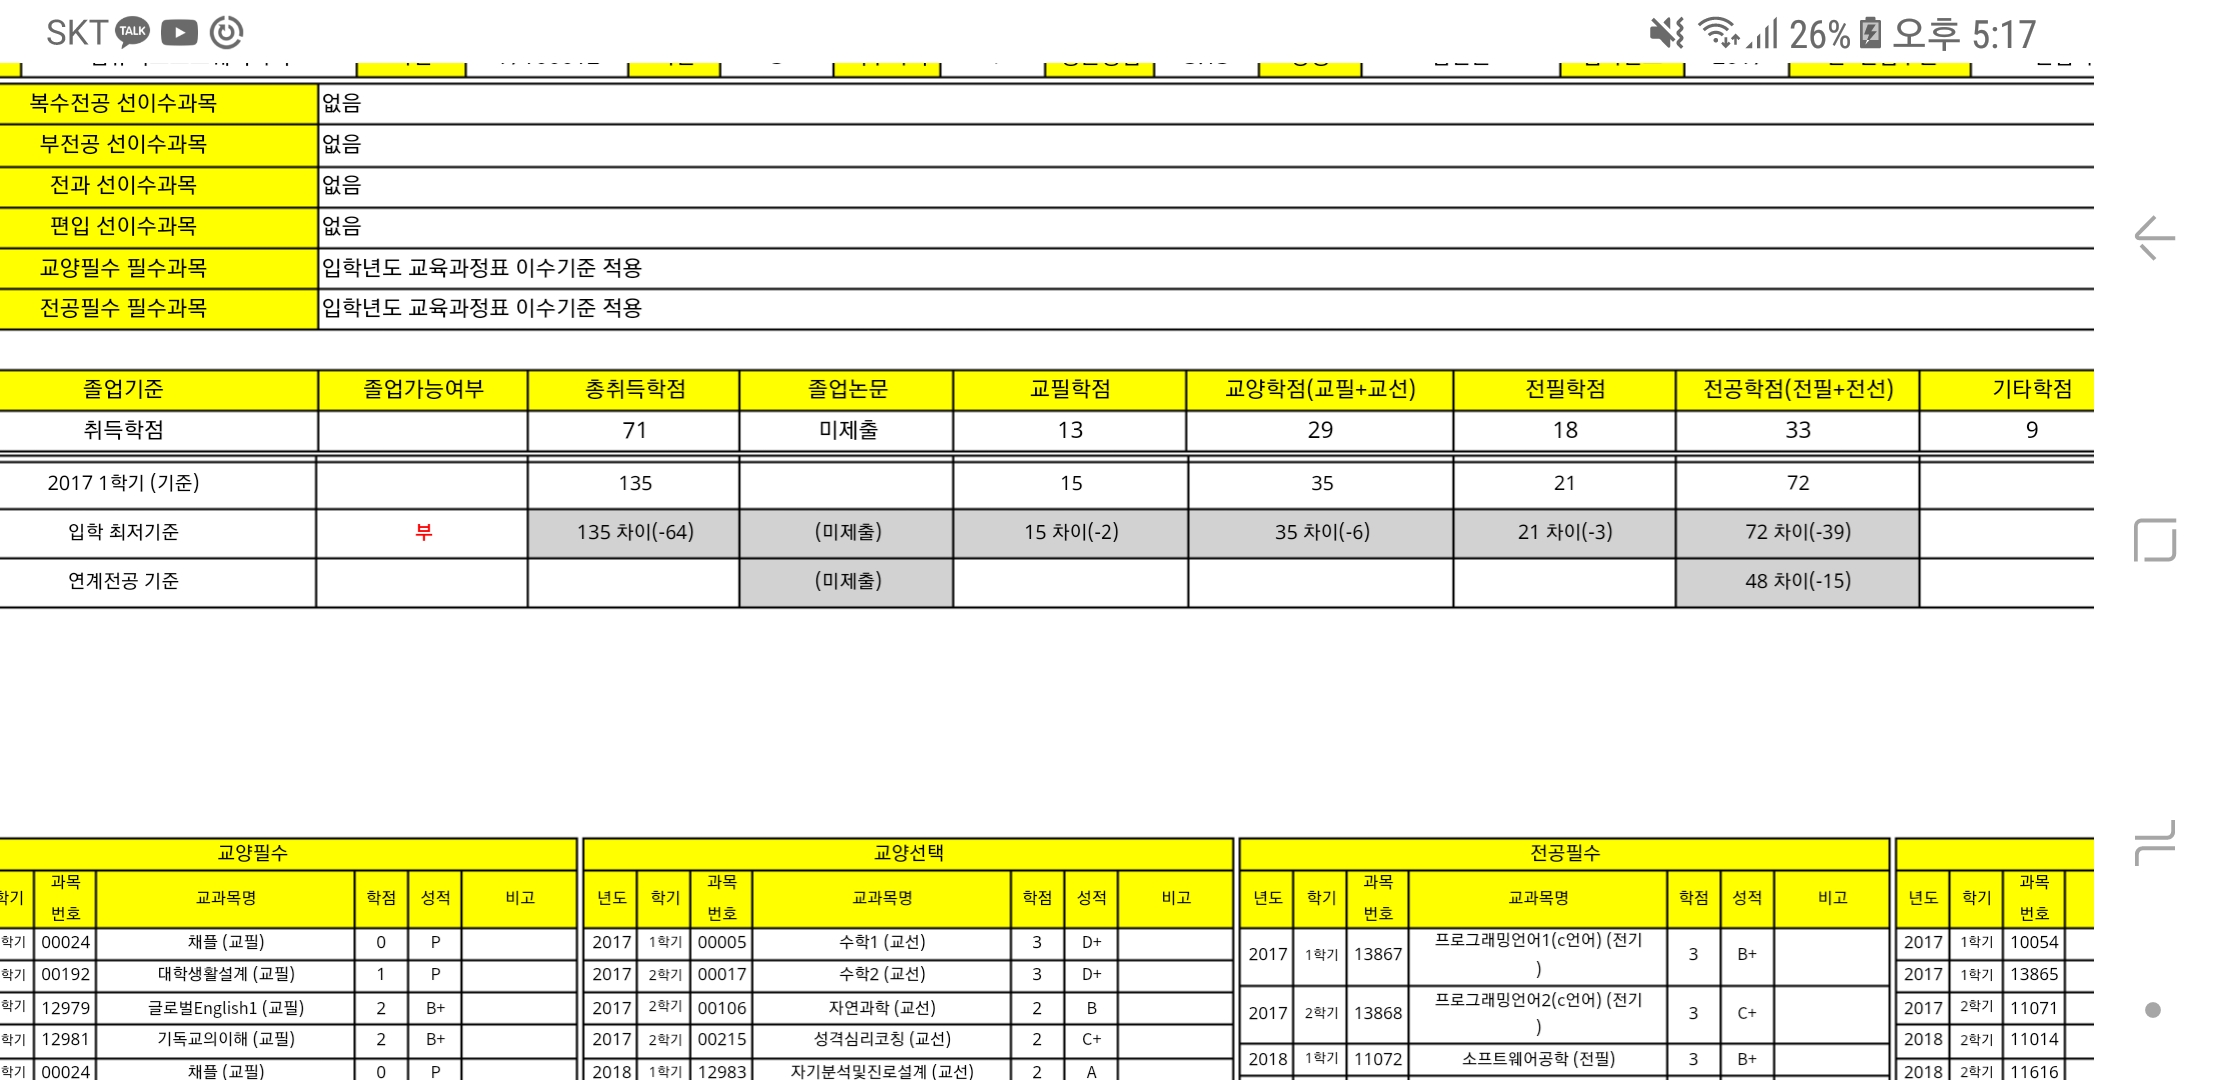 SKT TALK 26% 오후 5:17
복수전공 선이수과목 없음
부전공 선이수과목 없음
전과 선이수과목 없음
편입 선이수과목 없음
교양필수 필수과목 입학년도 교육과정표 이수기준 적용
전공필수 필수과목 입학년도 교육과정표 이수기준 적용
졸업기준 졸업가능여부 총취득학점 졸업논문 교필학점 교양학점(교필+교선) 전필학점 전공학점(전필+전선) 기타학점
취득학점 71 미제출 13 29 18 33 9
2017 1학기 (기준) 135 15 35 21 72
입학 최저기준 부 135 차이(-64) (미제출) 15 차이(-2) 35 차이(-6) 21 차이(-3) 72 차이(-39)
연계전공 기준 (미제출) 48 차이(-15)
교양필수
학기 과목번호 교과목명 학점 성적 비고
학기 00024 채플 (교필) 0 P
학기 00192 대학생활설계 (교필) 1 P
학기 12979 글로벌English1 (교필) 2 B+
학기 12981 기독교의이해 (교필) 2 B+
학기 00024 채플 (교필) 0 P
교양선택
년도 학기 과목번호 교과목명 학점 성적 비고
2017 1학기 00005 수학1 (교선) 3 D+
2017 2학기 00017 수학2 (교선) 3 D+
2017 2학기 00106 자연과학 (교선) 2 B
2017 2학기 00215 성격심리코칭 (교선) 2 C+
2018 1학기 12983 자기분석및진로설계 (교선) 2 A
전공필수
년도 학기 과목번호 교과목명 학점 성적 비고
2017 1학기 13867 프로그래밍언어1(c언어) (전기) 3 B+
2017 2학기 13868 프로그래밍언어2(c언어) (전기) 3 C+
2018 1학기 11072 소프트웨어공학 (전필) 3 B+
년도 학기 과목번호
2017 1학기 10054
2017 1학기 13865
2017 2학기 11071
2018 2학기 11014
2018 2학기 11616